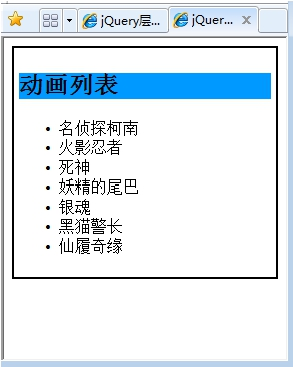 jQuery层...
jQuer...
动画列表
名侦探柯南
火影忍者
死神
妖精的尾巴
银魂
黑猫警长
仙履奇缘